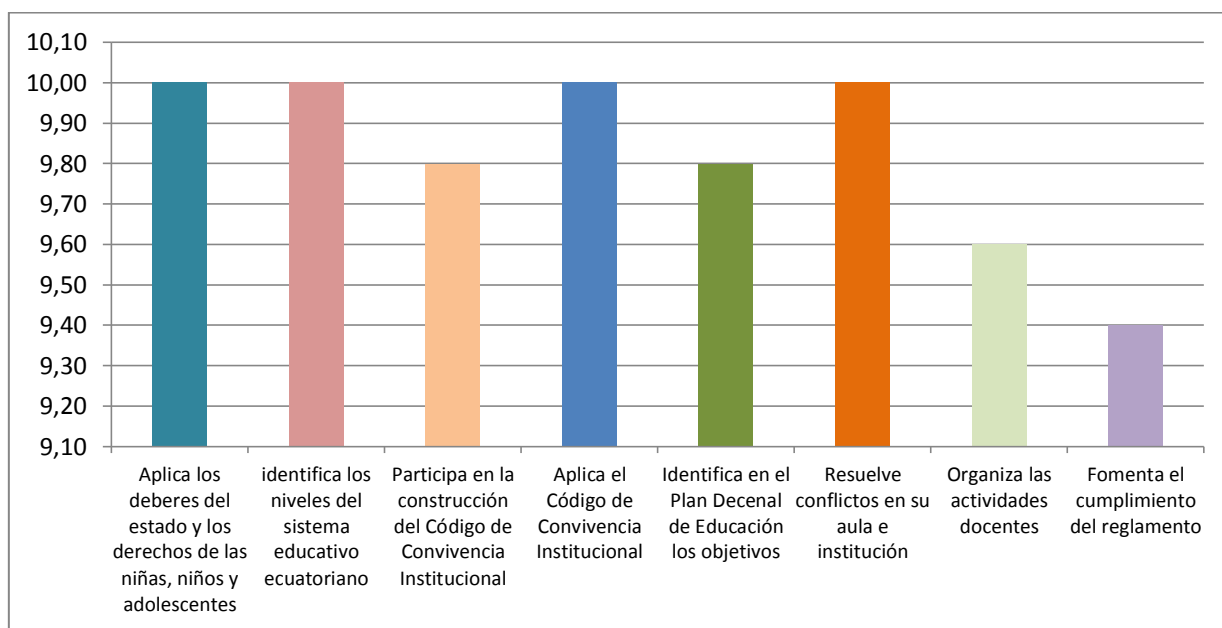 10,10
10,00
9,90
9,80
9,70
9,60
9,50
9,40
9,30
9,20
9,10
Aplica los
deberes del
estado y los
derechos de las
niñas, niños y
adolescentes
identifica los
niveles del
sistema
educativo
ecuatoriano
Participa en la
construcción
del Código de
Convivencia
Institucional
Aplica el
Código de
Convivencia
Institucional
Identifica en el
Plan Decenal
de Educación
los objetivos
Resuelve
conflictos en su
aula e
institución
Organiza las
actividades
docentes
Fomenta el
cumplimiento
del reglamento